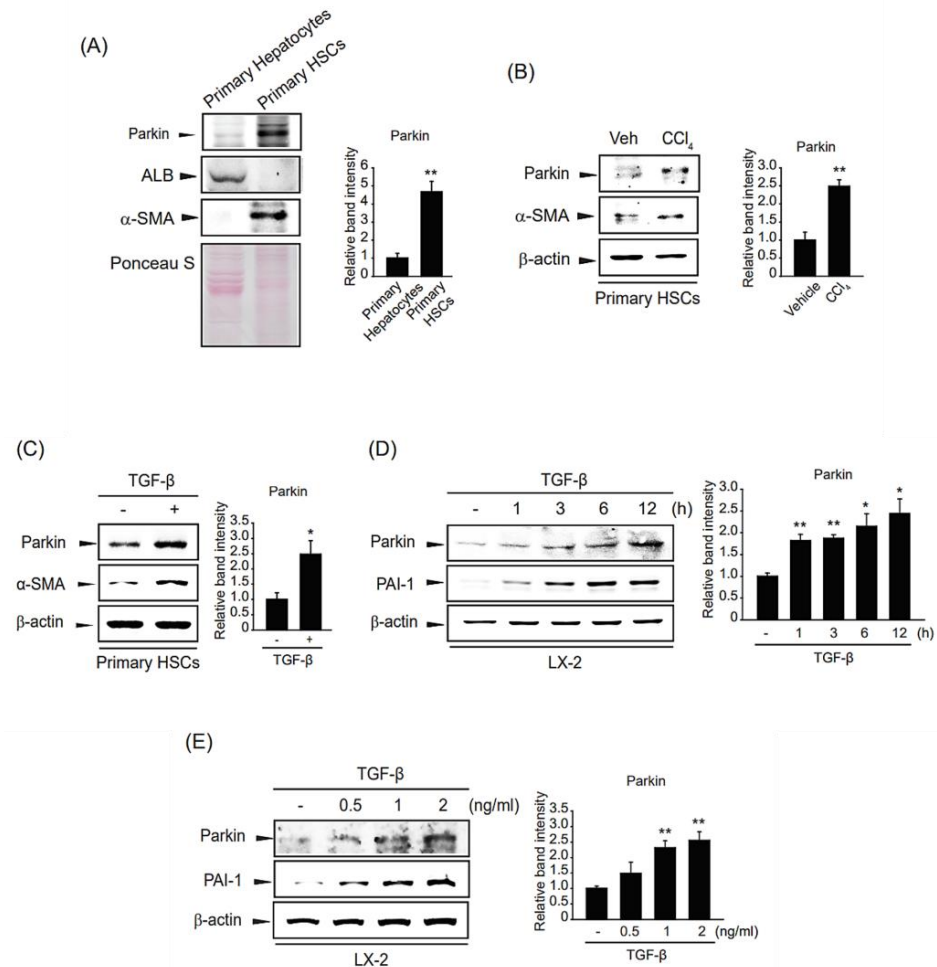 (A)
Primary Hepatocytes
Primary HSCs
Parkin
ALB
α-SMA
Ponceau S
Parkin
Relative band intensity
6
5
4
3
2
1
0
**
Primary
Hepatocytes
Primary
HSCs
(B)
Veh CCl₄
Parkin
α-SMA
β-actin
Primary HSCs
Parkin
Relative band intensity
3.0
2.5
2.0
1.5
1.0
0.5
0
**
Vehicle
CCl₄
(C)
TGF-β
- +
Parkin
α-SMA
β-actin
Primary HSCs
Parkin
Relative band intensity
3.5
3.0
2.5
2.0
1.5
1.0
0.5
0
*
- +
TGF-β
(D)
TGF-β
- 1 3 6 12 (h)
Parkin
PAI-1
β-actin
LX-2
Parkin
Relative band intensity
3.0
2.5
2.0
1.5
1.0
0.5
0
** ** * *
- 1 3 6 12 (h)
TGF-β
(E)
TGF-β
- 0.5 1 2 (ng/ml)
Parkin
PAI-1
β-actin
LX-2
Parkin
Relative band intensity
3.5
3.0
2.5
2.0
1.5
1.0
0.5
0
** **
- 0.5 1 2 (ng/ml)
TGF-β